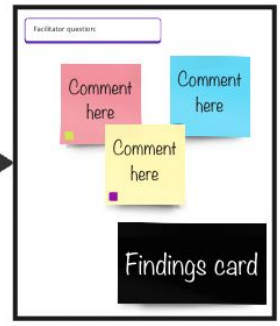 Facilitator question:
Comment
here
Comment
here
Comment
here
Findings card